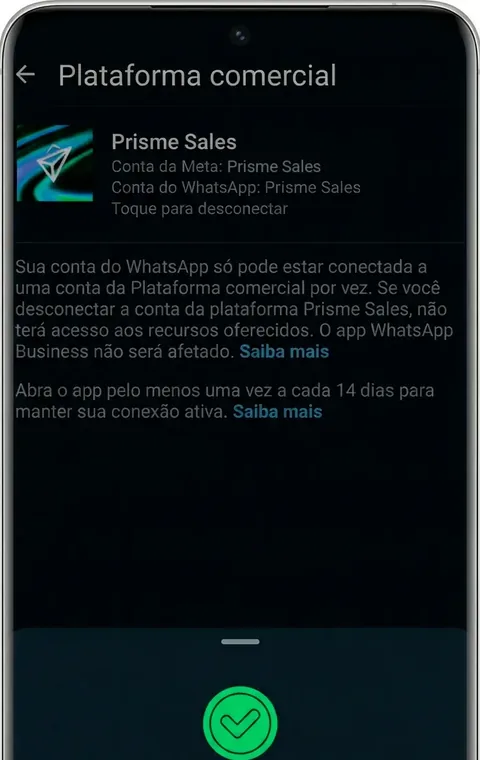 Plataforma comercial
Prisme Sales
Conta da Meta: Prisme Sales
Conta do WhatsApp: Prisme Sales
Toque para desconectar
Sua conta do WhatsApp só pode estar conectada a
uma conta da Plataforma comercial por vez. Se você
desconectar a conta da plataforma Prisme Sales, não
terá acesso aos recursos oferecidos. O app WhatsApp
Business não será afetado. Saiba mais
Abra o app pelo menos uma vez a cada 14 dias para
manter sua conexão ativa. Saiba mais